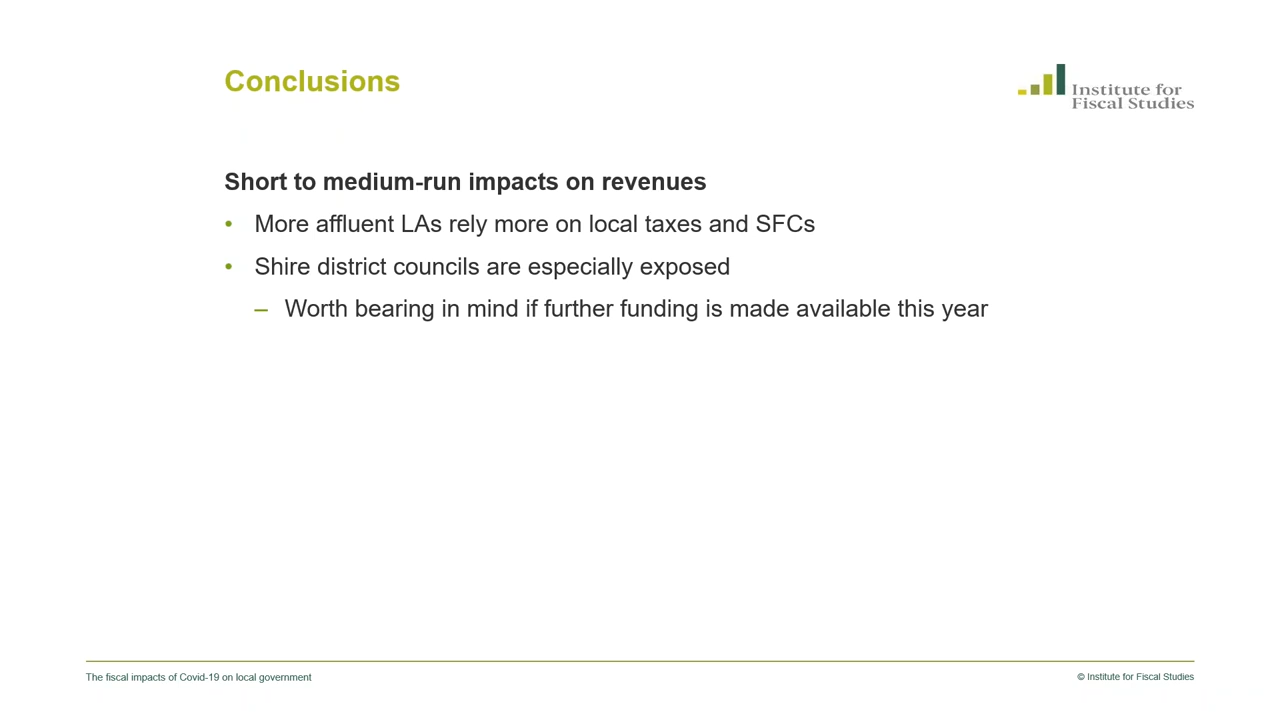 Conclusions
Institute for
Fiscal Studies
Short to medium-run impacts on revenues
• More affluent LAs rely more on local taxes and SFCs
• Shire district councils are especially exposed
– Worth bearing in mind if further funding is made available this year
The fiscal impacts of Covid-19 on local government
© Institute for Fiscal Studies